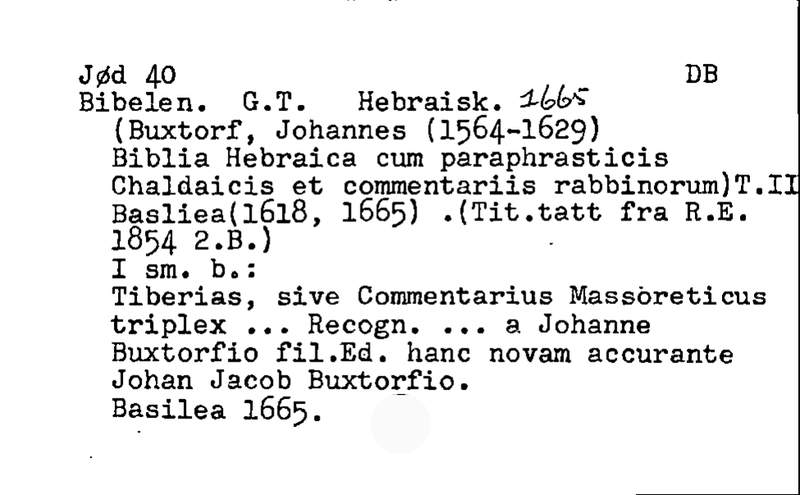 Jød 40 DB
Bibelen. G.T. Hebraisk. 1665
(Buxtorf, Johannes (1564-1629)
Biblia Hebraica cum paraphrasticis
Chaldaicis et commentariis rabbinorum)T.II
Basliea(1618, 1665) .(Tit.tatt fra R.E.
1854 2.B.)
I sm. b.:
Tiberias, sive Commentarius Massoreticus
triplex ... Recogn. ... a Johanne
Buxtorfio fil.Ed. hanc novam accurante
Johan Jacob Buxtorfio.
Basilea 1665.